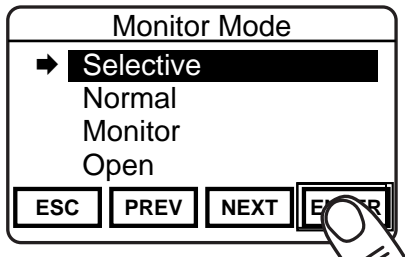 Monitor Mode
Selective
Normal
Monitor
Open
ESC PREV NEXT